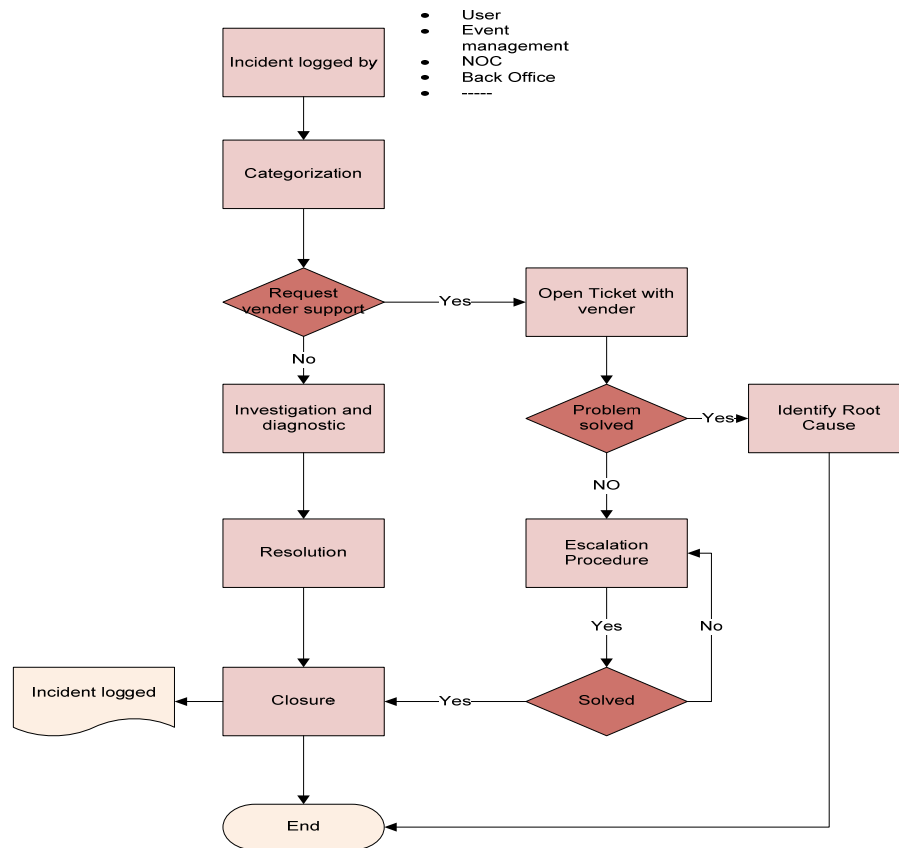 Incident logged by
• User
• Event
management
• NOC
• Back Office
• -----
Categorization
Request
vender support
Yes
Open Ticket with
vender
No
Investigation and
diagnostic
Problem
solved
Yes
Identify Root
Cause
NO
Resolution
Escalation
Procedure
Yes
No
Incident logged
Closure
Yes
Solved
End